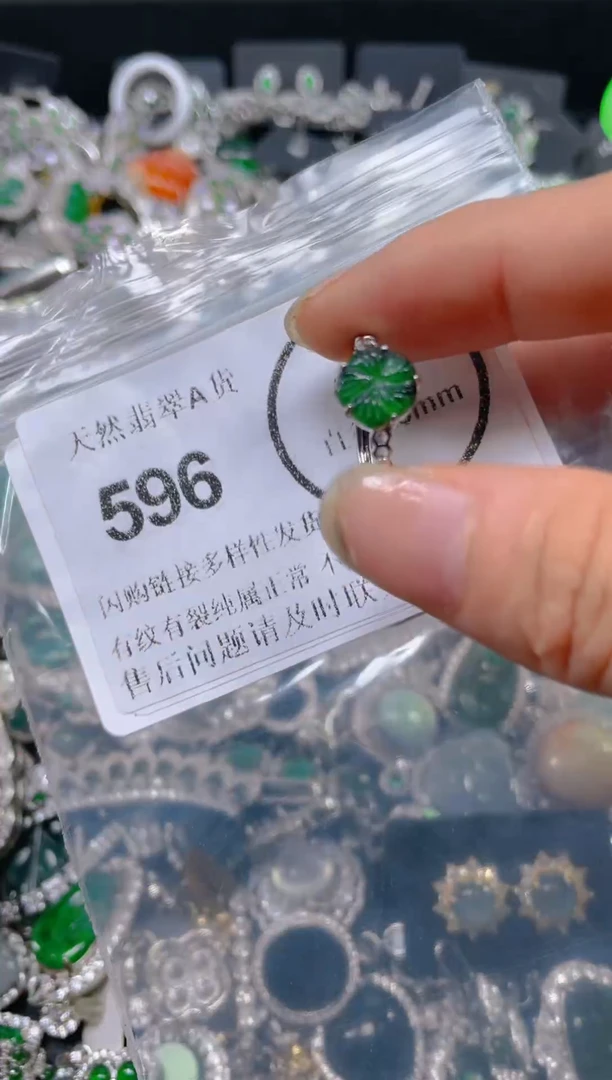 天然翡翠A货
596
mm
闪购链接多样性发货
有纹有裂纯属正常
售后问题请及时联